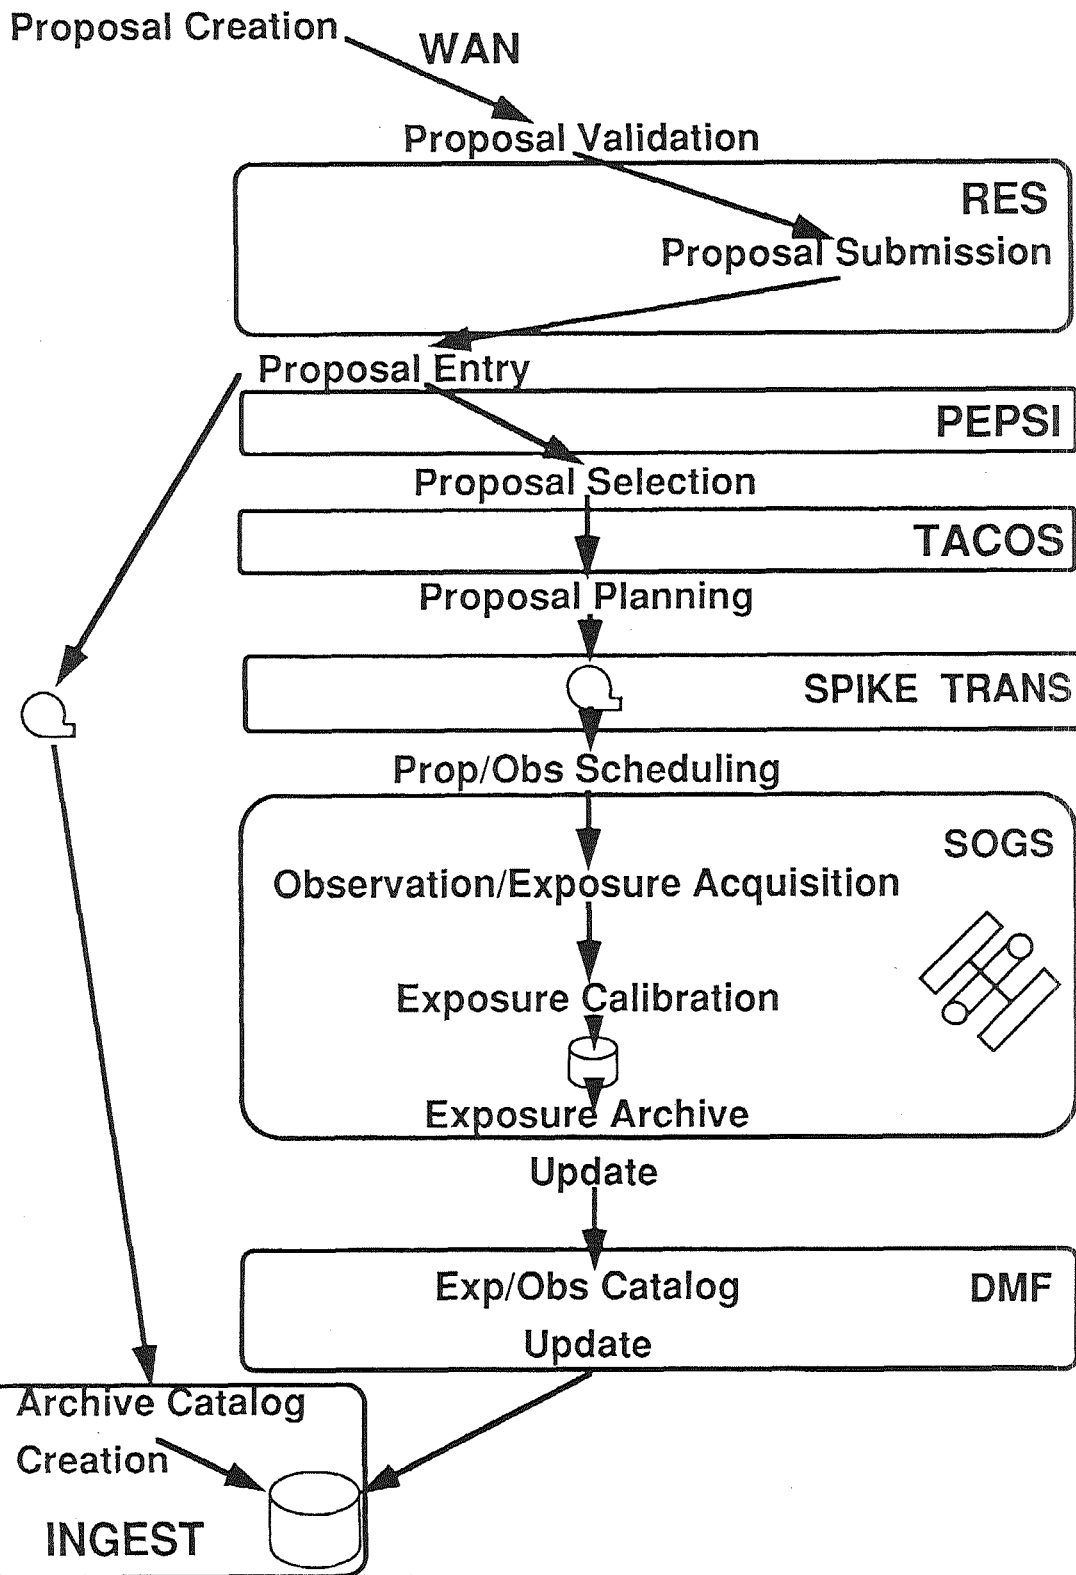 Proposal Creation
WAN
Proposal Validation
RES
Proposal Submission
Proposal Entry
PEPSI
Proposal Selection
TACOS
Proposal Planning
SPIKE TRANS
Prop/Obs Scheduling
SOGS
Observation/Exposure Acquisition
Exposure Calibration
Exposure Archive
Update
Exp/Obs Catalog
DMF
Update
Archive Catalog
Creation
INGEST